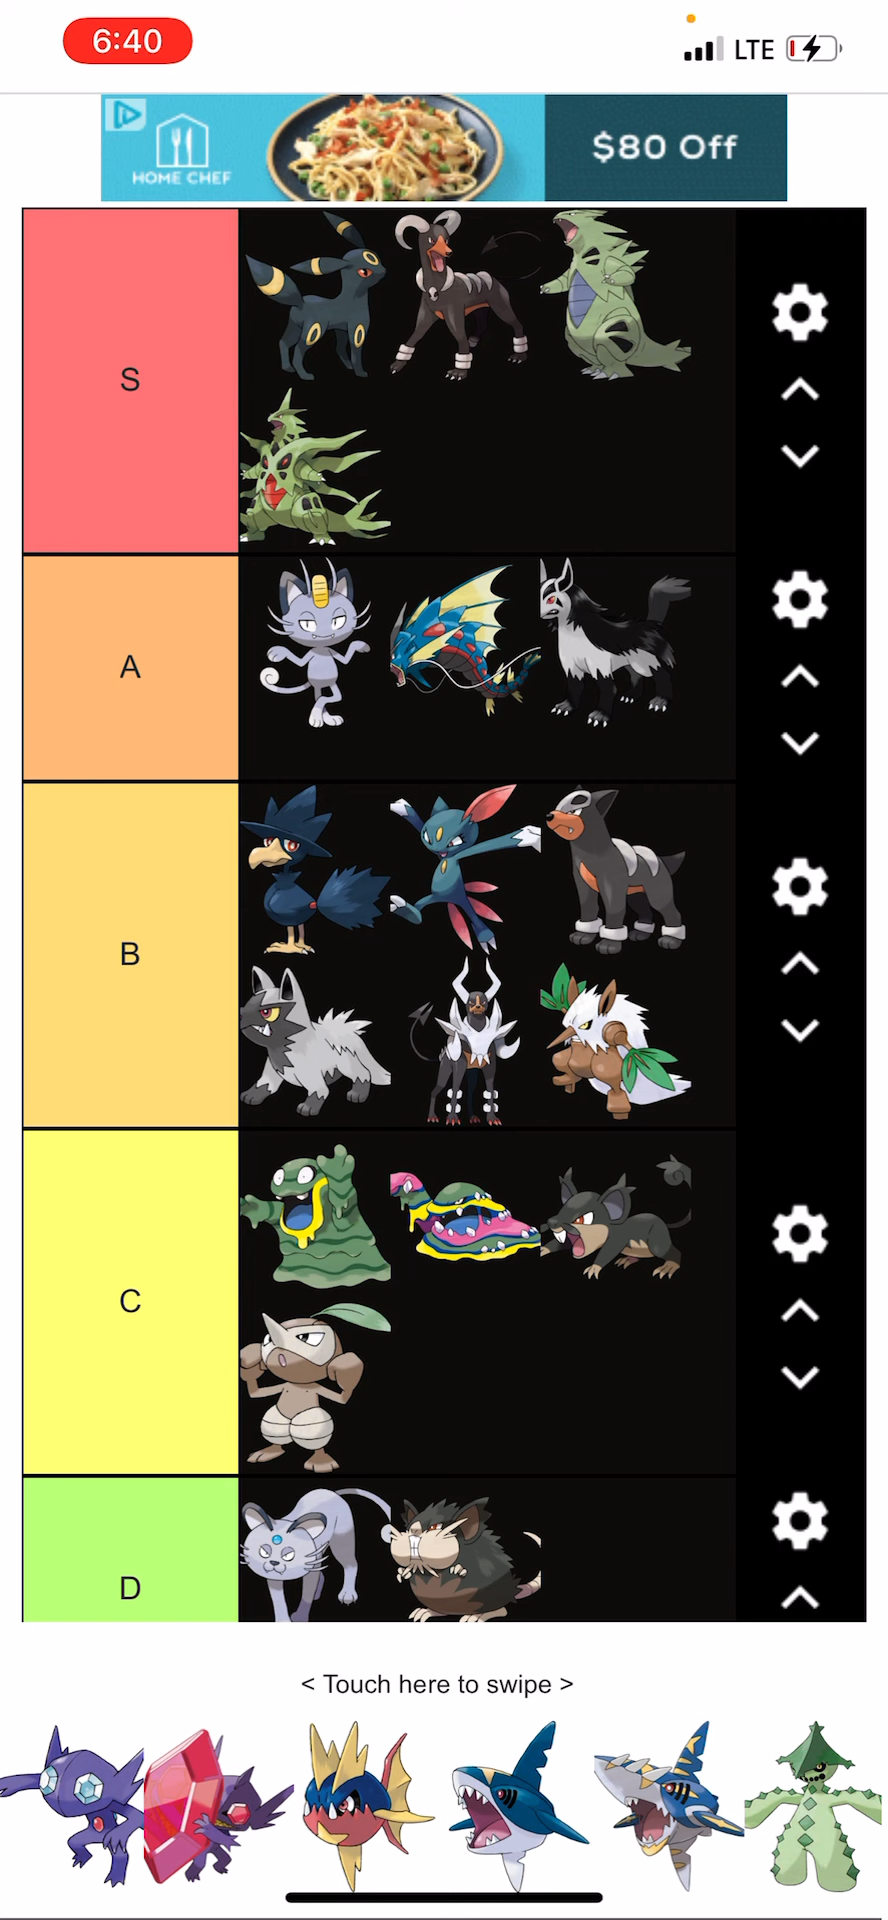 6:40
LTE
HOME CHEF
$80 Off
S
A
B
C
D
< Touch here to swipe >